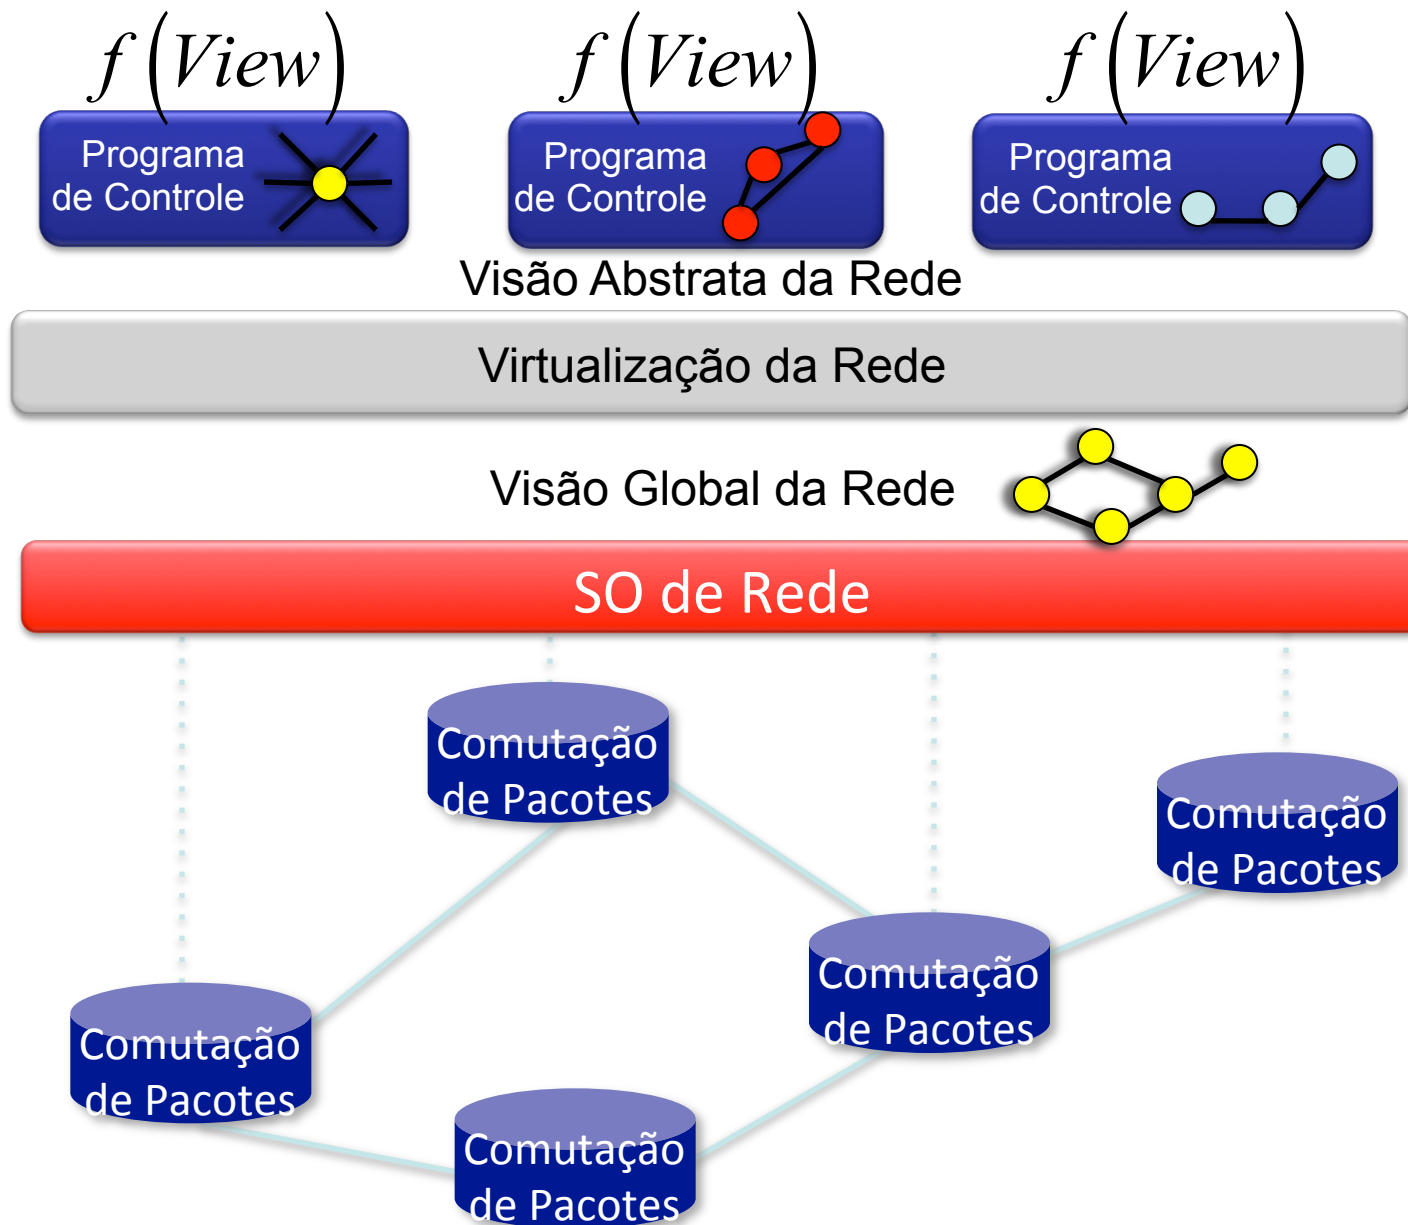 f (View)
f (View)
f (View)
Programa
de Controle
Programa
de Controle
Programa
de Controle
Visão Abstrata da Rede
Virtualização da Rede
Visão Global da Rede
SO de Rede
Comutação
de Pacotes
Comutação
de Pacotes
Comutação
de Pacotes
Comutação
de Pacotes
Comutação
de Pacotes